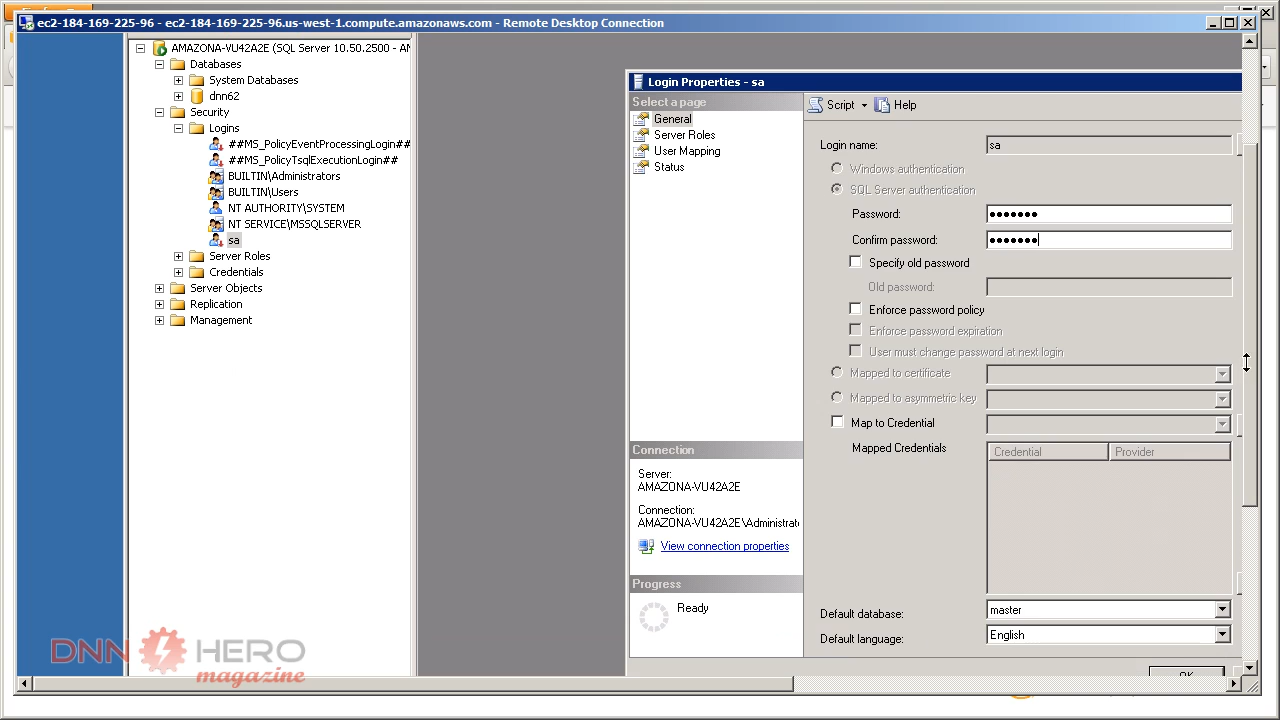 ec2-184-169-225-96 - ec2-184-169-225-96.us-west-1.compute.amazonaws.com - Remote Desktop Connection
AMAZONA-VU42A2E (SQL Server 10.50.2500 - AM
Databases
System Databases
dnn62
Security
Logins
##MS_PolicyEventProcessingLogin##
##MS_PolicyTsqlExecutionLogin##
BUILTIN\Administrators
BUILTIN\Users
NT AUTHORITY\SYSTEM
NT SERVICE\MSSQLSERVER
sa
Server Roles
Credentials
Server Objects
Replication
Management
Login Properties - sa
Select a page
General
Server Roles
User Mapping
Status
Script
Help
Login name:
sa
Windows authentication
SQL Server authentication
Password:
●●●●●●●
Confirm password:
●●●●●●●
Specify old password
Old password:
Enforce password policy
Enforce password expiration
User must change password at next login
Mapped to certificate
Mapped to asymmetric key
Map to Credential
Mapped Credentials
Credential
Provider
Default database:
master
Default language:
English
Connection
Server:
AMAZONA-VU42A2E
Connection:
AMAZONA-VU42A2E\Administrato
View connection properties
Progress
Ready
DNN HERO
magazine